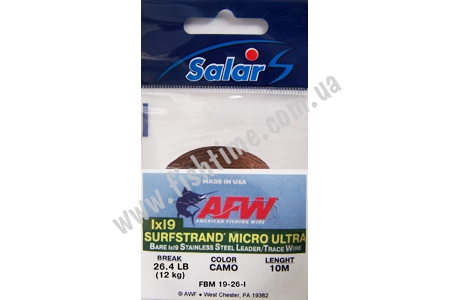 Salar S
MADE IN USA
AFW
AMERICAN FISHING WIRE
1x19
SURFSTRAND® MICRO ULTRA
BARE 1x19 STAINLESS STEEL LEADER/TRACE WIRE
BREAK COLOR LENGHT
26.4 LB CAMO 10M
(12 kg)
FBM 19-26-I
© AWF • WEST CHESTER, PA 19382
www.fishtime.com.ua